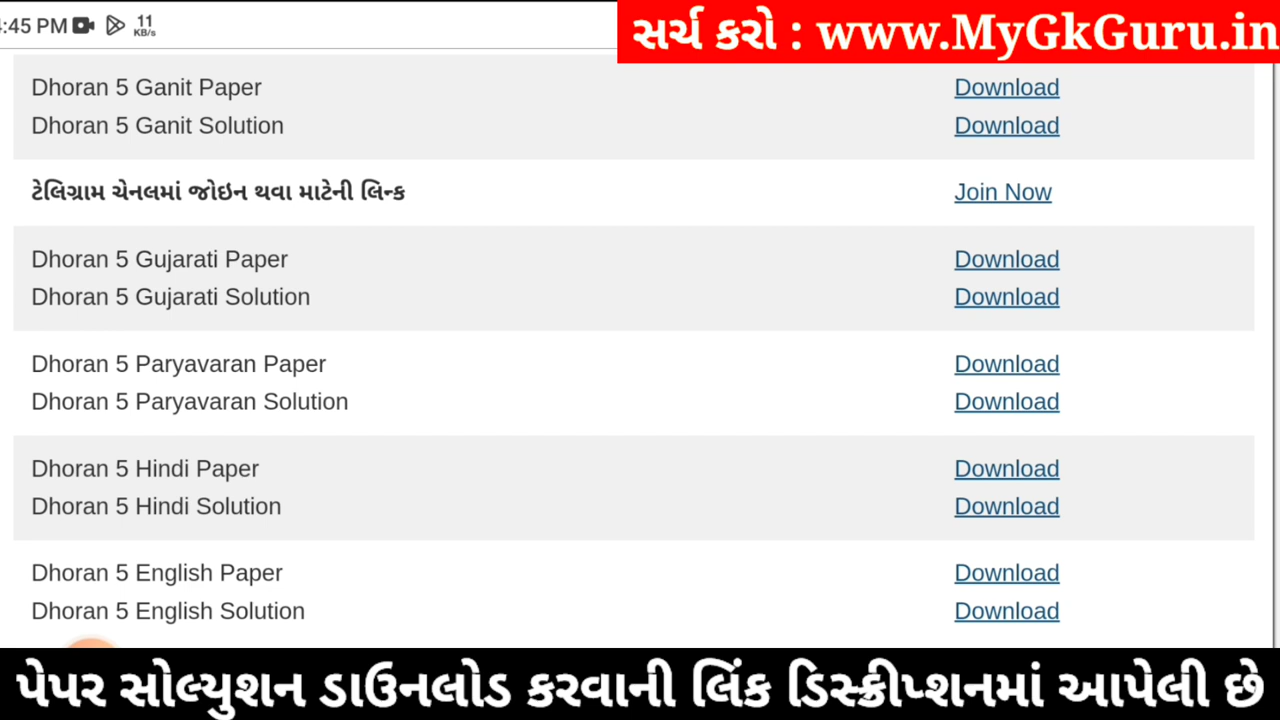 :45 PM 11 KB/s
સર્ચ કરો : www.MyGkGuru.in
Dhoran 5 Ganit Paper Download
Dhoran 5 Ganit Solution Download
ટેલિગ્રામ ચેનલમાં જોઇન થવા માટેની લિન્ક Join Now
Dhoran 5 Gujarati Paper Download
Dhoran 5 Gujarati Solution Download
Dhoran 5 Paryavaran Paper Download
Dhoran 5 Paryavaran Solution Download
Dhoran 5 Hindi Paper Download
Dhoran 5 Hindi Solution Download
Dhoran 5 English Paper Download
Dhoran 5 English Solution Download
પેપર સોલ્યુશન ડાઉનલોડ કરવાની લિંક ડિસ્ક્રીપ્શનમાં આપેલી છે